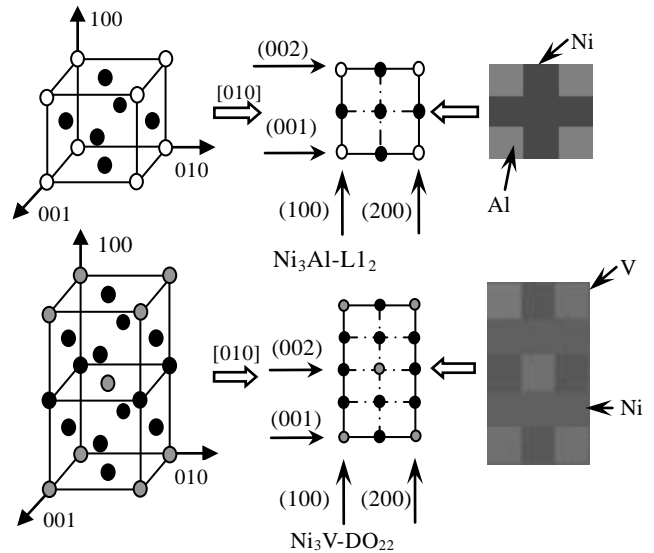 100
010
001
[010]
(002)
(001)
(100)
(200)
Ni
Al
Ni₃Al-L1₂
100
010
001
[010]
(002)
(001)
(100)
(200)
V
Ni
Ni₃V-DO₂₂